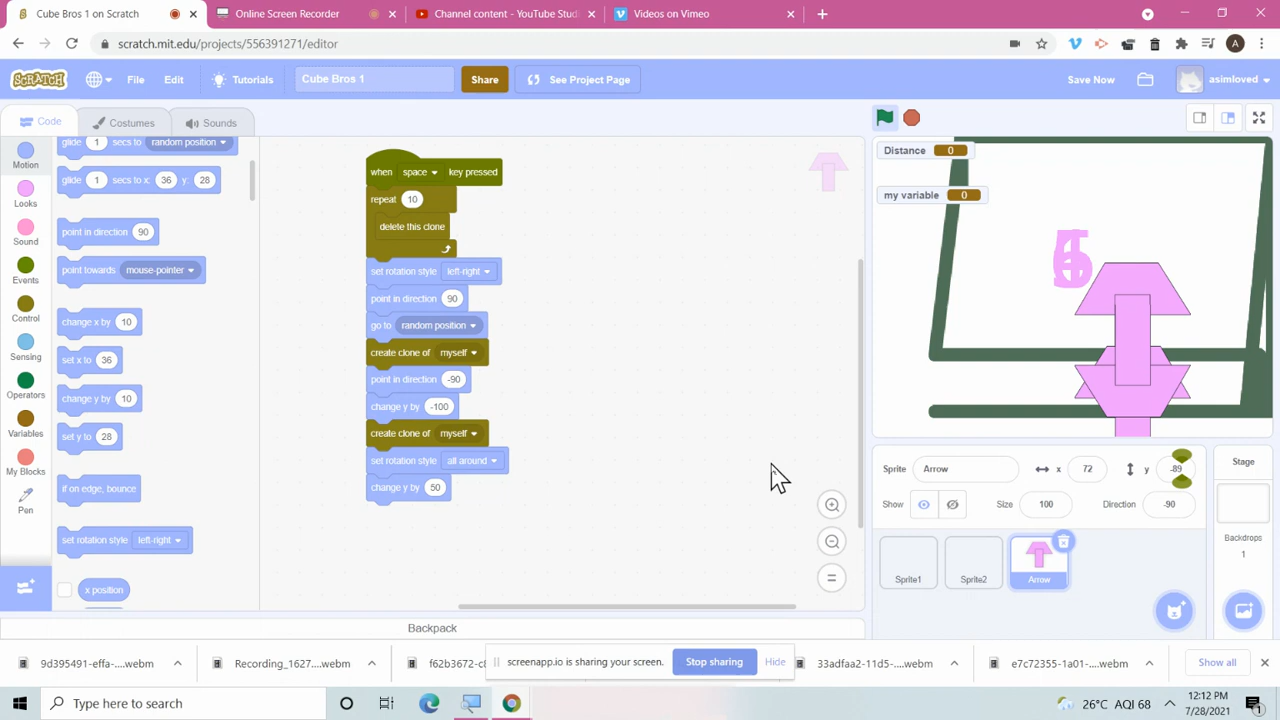 Cube Bros 1 on Scratch
Online Screen Recorder
Channel content - YouTube Studi
Videos on Vimeo
scratch.mit.edu/projects/556391271/editor
A
SCRATCH
File
Edit
Tutorials
Cube Bros 1
Share
See Project Page
Save Now
asimloved
Code
Costumes
Sounds
Motion
Looks
Sound
Events
Control
Sensing
Operators
Variables
My Blocks
Pen
glide 1 secs to random position
glide 1 secs to x: 36 y: 28
point in direction 90
point towards mouse-pointer
change x by 10
set x to 36
change y by 10
set y to 28
if on edge, bounce
set rotation style left-right
x position
when space key pressed
repeat 10
delete this clone
set rotation style left-right
point in direction 90
go to random position
create clone of myself
point in direction -90
change y by -100
create clone of myself
set rotation style all around
change y by 50
Distance 0
my variable 0
Sprite Arrow x 72 y -89
Show Size 100 Direction -90
Sprite1
Sprite2
Arrow
Stage
Backdrops
1
Backpack
9d395491-effa-....webm
Recording_1627....webm
f62b3672-c8
screenapp.io is sharing your screen.
Stop sharing
Hide
33adfaa2-11d5-....webm
e7c72355-1a01-....webm
Show all
Type here to search
26°C AQI 68
12:12 PM
7/28/2021
1